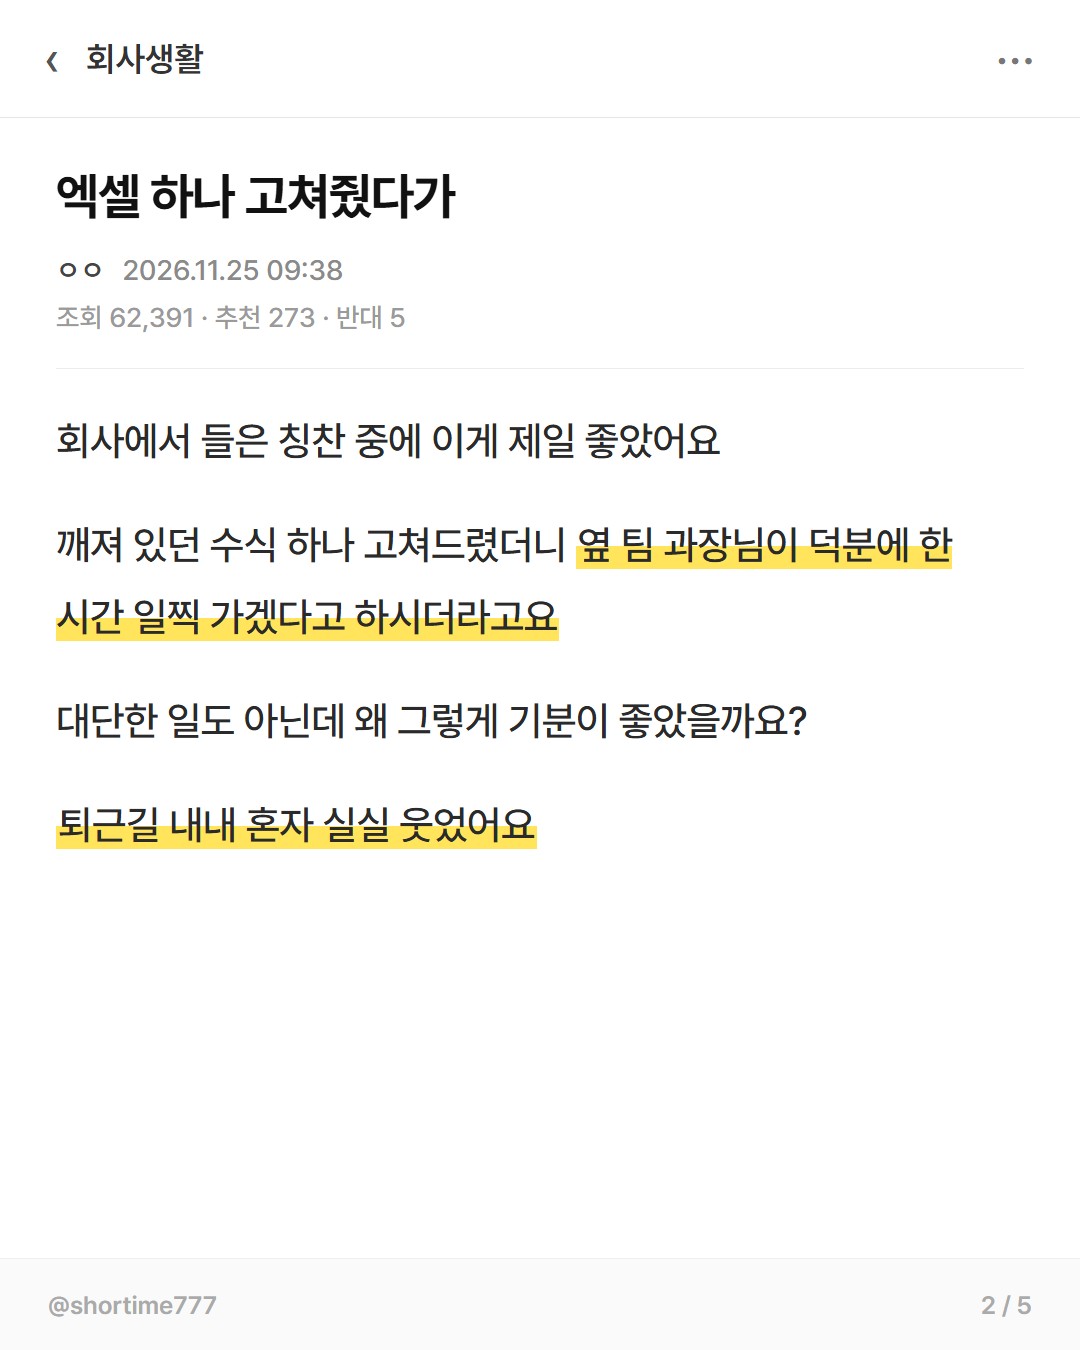 회사생활
엑셀 하나 고쳐줬다가
ㅇㅇ 2026.11.25 09:38
조회 62,391 · 추천 273 · 반대 5
회사에서 들은 칭찬 중에 이게 제일 좋았어요
깨져 있던 수식 하나 고쳐드렸더니 옆 팀 과장님이 덕분에 한
시간 일찍 가겠다고 하시더라고요
대단한 일도 아닌데 왜 그렇게 기분이 좋았을까요?
퇴근길 내내 혼자 실실 웃었어요
@shortime777
2 / 5